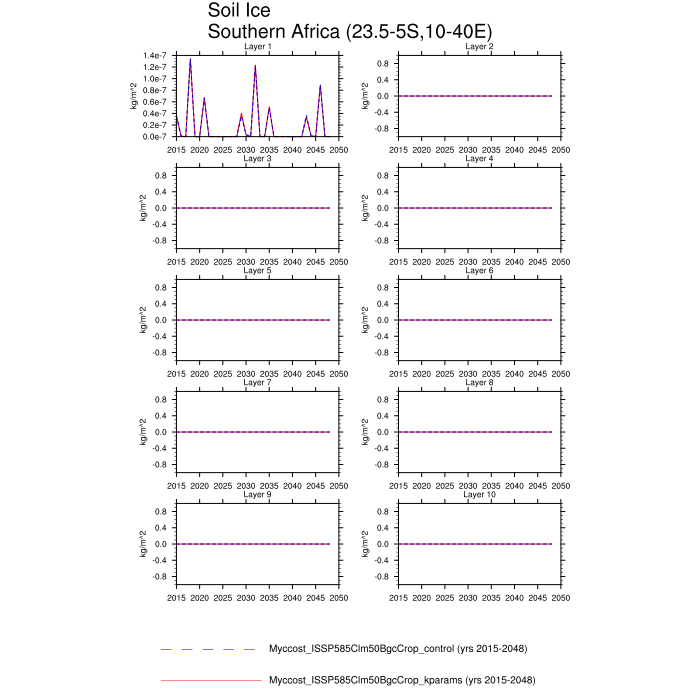 Soil Ice
Southern Africa (23.5-5S,10-40E)
Layer 1
Layer 2
1.4e-7
1.2e-7
1.0e-7
0.8e-7
0.6e-7
0.4e-7
0.2e-7
0.0e-7
kg/m^2
2015 2020 2025 2030 2035 2040 2045 2050
0.8
0.4
0.0
-0.4
-0.8
kg/m^2
2015 2020 2025 2030 2035 2040 2045 2050
Layer 3
Layer 4
0.8
0.4
0.0
-0.4
-0.8
kg/m^2
2015 2020 2025 2030 2035 2040 2045 2050
0.8
0.4
0.0
-0.4
-0.8
kg/m^2
2015 2020 2025 2030 2035 2040 2045 2050
Layer 5
Layer 6
0.8
0.4
0.0
-0.4
-0.8
kg/m^2
2015 2020 2025 2030 2035 2040 2045 2050
0.8
0.4
0.0
-0.4
-0.8
kg/m^2
2015 2020 2025 2030 2035 2040 2045 2050
Layer 7
Layer 8
0.8
0.4
0.0
-0.4
-0.8
kg/m^2
2015 2020 2025 2030 2035 2040 2045 2050
0.8
0.4
0.0
-0.4
-0.8
kg/m^2
2015 2020 2025 2030 2035 2040 2045 2050
Layer 9
Layer 10
0.8
0.4
0.0
-0.4
-0.8
kg/m^2
2015 2020 2025 2030 2035 2040 2045 2050
0.8
0.4
0.0
-0.4
-0.8
kg/m^2
2015 2020 2025 2030 2035 2040 2045 2050
Myccost_ISSP585Clm50BgcCrop_control (yrs 2015-2048)
Myccost_ISSP585Clm50BgcCrop_kparams (yrs 2015-2048)